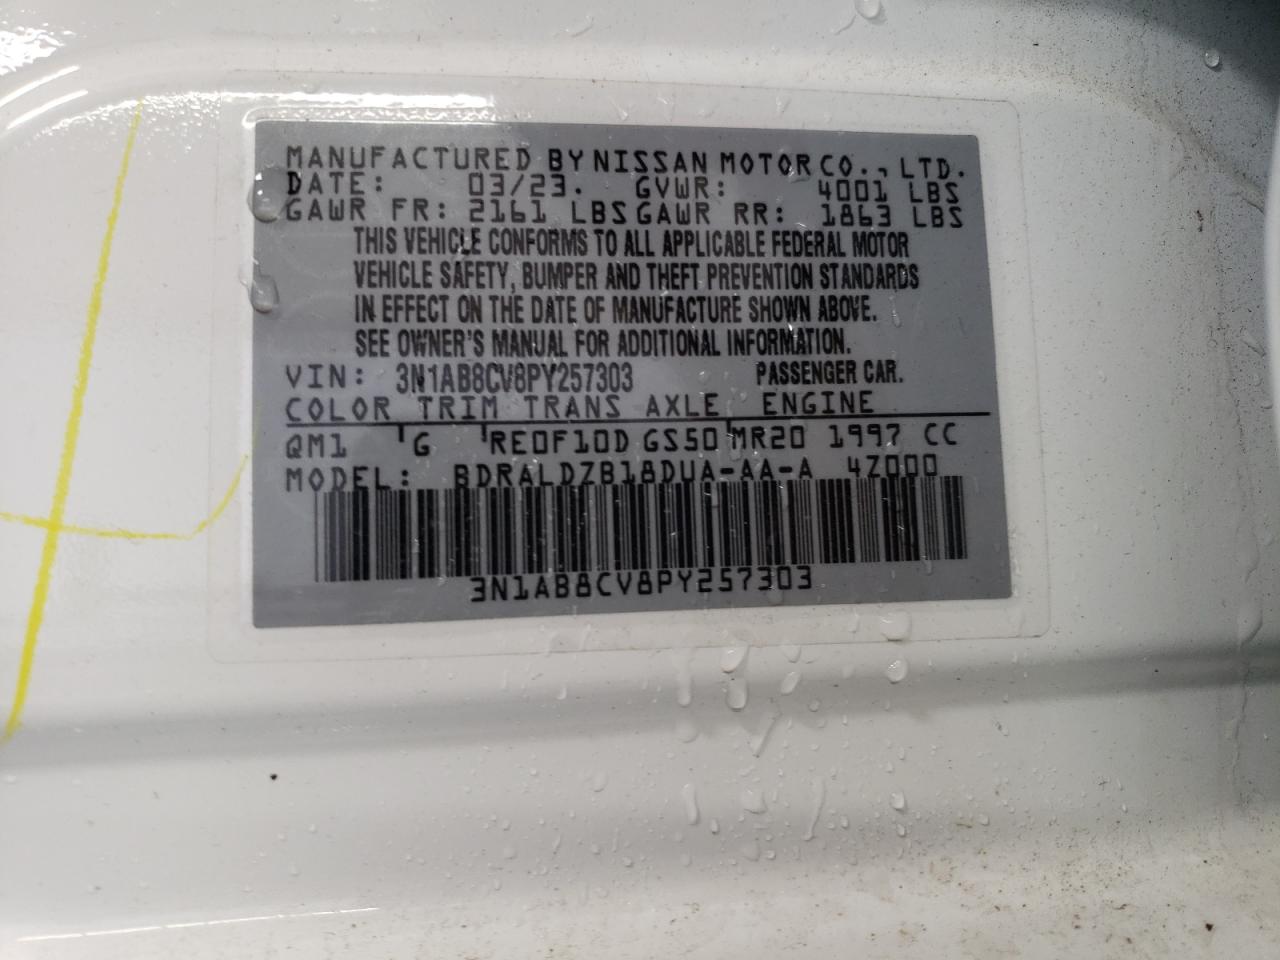 MANUFACTURED BY NISSAN MOTOR CO., LTD.
DATE: 03/23. GVWR: 4001 LBS
GAWR FR: 2161 LBS GAWR RR: 1863 LBS
THIS VEHICLE CONFORMS TO ALL APPLICABLE FEDERAL MOTOR
VEHICLE SAFETY, BUMPER AND THEFT PREVENTION STANDARDS
IN EFFECT ON THE DATE OF MANUFACTURE SHOWN ABOVE.
SEE OWNER'S MANUAL FOR ADDITIONAL INFORMATION.
VIN: 3N1AB8CV8PY257303 PASSENGER CAR.
COLOR TRIM TRANS AXLE ENGINE
QM1 G RE0F10D GS50 MR20 1997 CC
MODEL: BDRALDZB18DUA-AA-A 4Z000
3N1AB8CV8PY257303